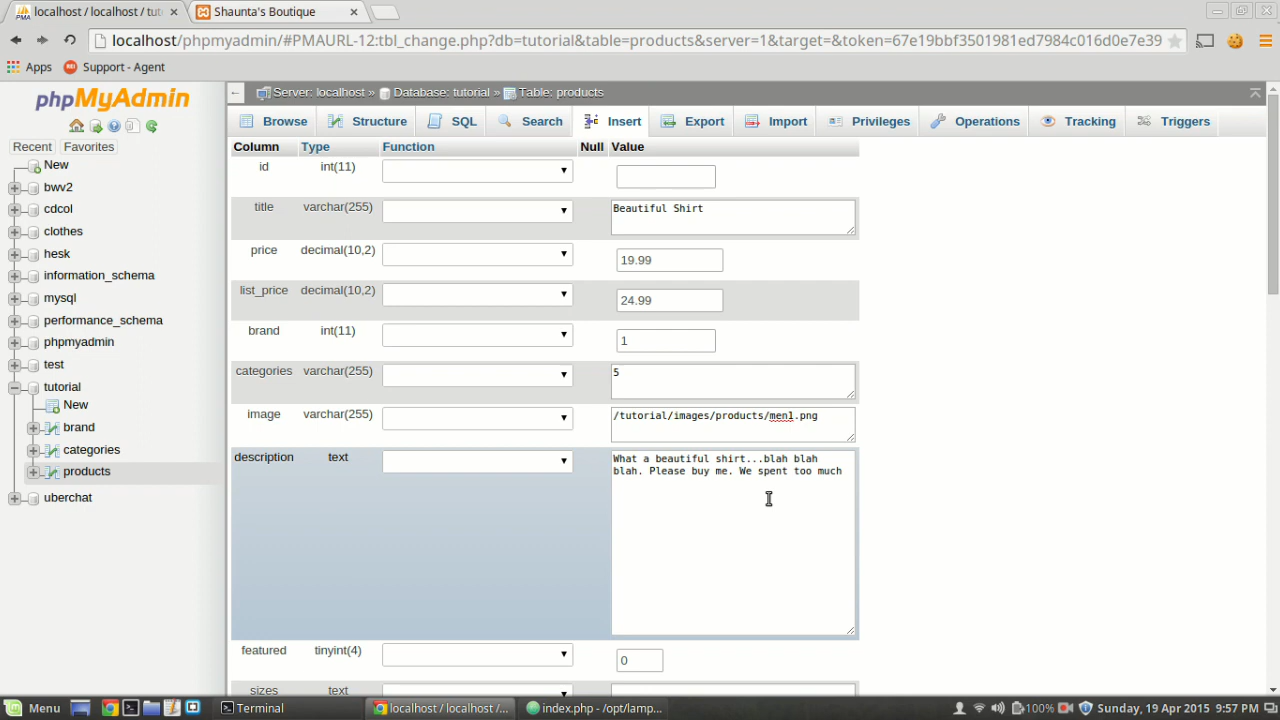 localhost / localhost / tut
Shaunta's Boutique
localhost/phpmyadmin/#PMAURL-12:tbl_change.php?db=tutorial&table=products&server=1&target=&token=67e19bbf3501981ed7984c016d0e7e39
Apps
REI Support - Agent
phpMyAdmin
Recent Favorites
New
bwv2
cdcol
clothes
hesk
information_schema
mysql
performance_schema
phpmyadmin
test
tutorial
New
brand
categories
products
uberchat
Server: localhost » Database: tutorial » Table: products
Browse Structure SQL Search Insert Export Import Privileges Operations Tracking Triggers
Column Type Function Null Value
id int(11)
title varchar(255) Beautiful Shirt
price decimal(10,2) 19.99
list_price decimal(10,2) 24.99
brand int(11) 1
categories varchar(255) 5
image varchar(255) /tutorial/images/products/men1.png
description text What a beautiful shirt...blah blah
blah. Please buy me. We spent too much
featured tinyint(4) 0
sizes text
Menu
Terminal
localhost / localhost /...
index.php - /opt/lamp...
100%
Sunday, 19 Apr 2015 9:57 PM